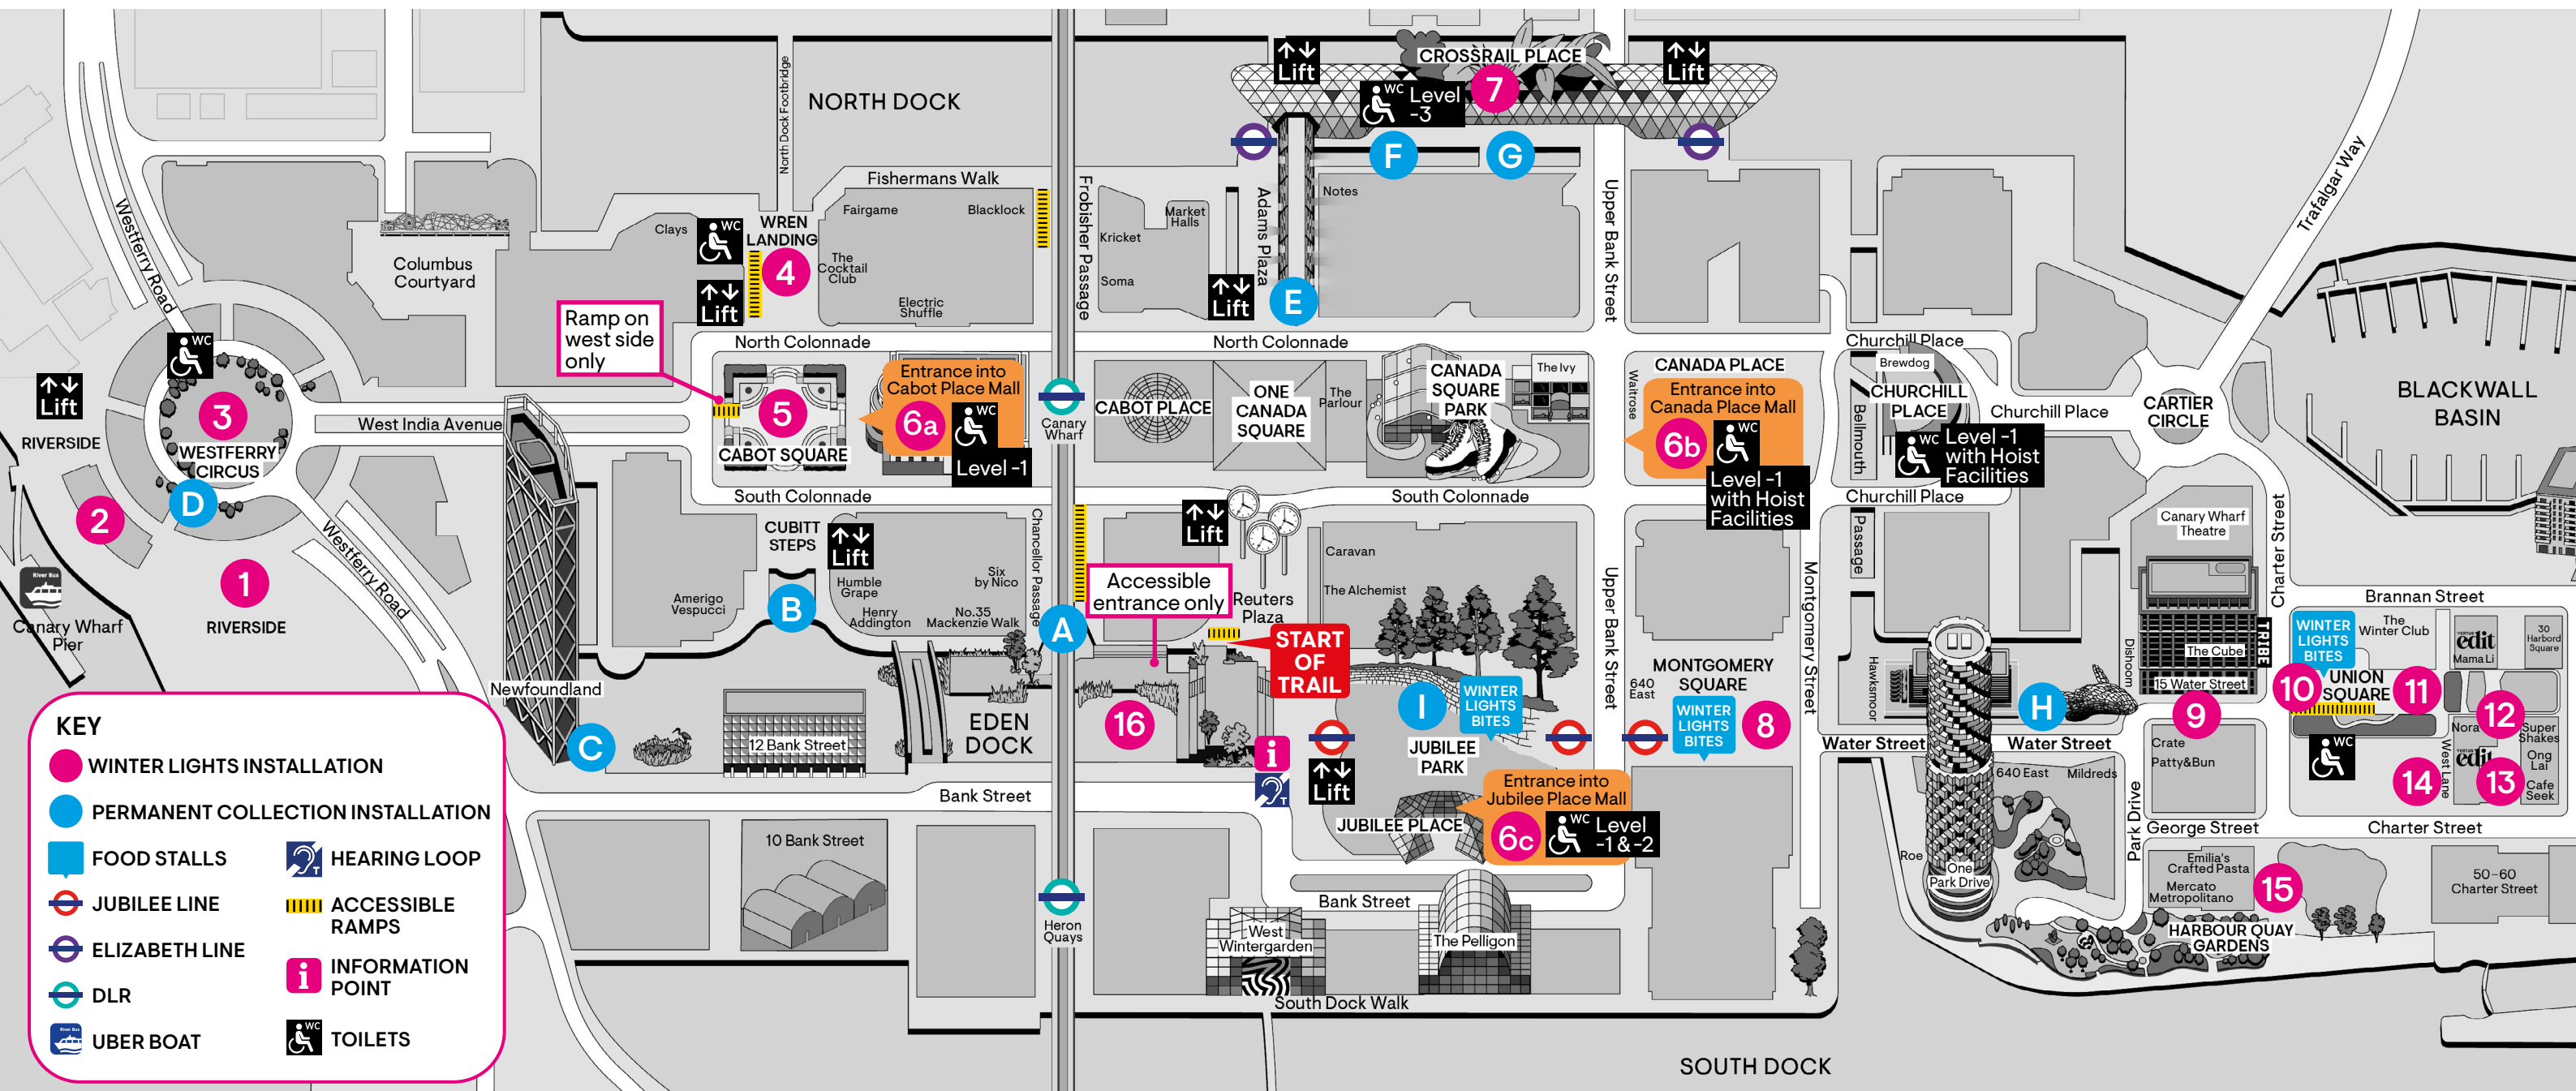 CROSSRAIL PLACE
Lift
Lift
7
WC Level
-3
F
G
NORTH DOCK
North Dock Footbridge
Fishermans Walk
Fairgame
Blacklock
The
Cocktail
Club
Electric
Shuffle
Clays
WC
WREN
LANDING
4
Lift
Frobisher Passage
Kricket
Market
Halls
Soma
Lift
Adams Plaza
E
Notes
Upper Bank Street
Trafalgar Way
Westferry Road
Columbus
Courtyard
Ramp on
west side
only
WC
Lift
RIVERSIDE
3
WESTFERRY
CIRCUS
D
2
1
RIVERSIDE
River Bus
Canary Wharf
Pier
West India Avenue
Westferry Road
North Colonnade
North Colonnade
5
CABOT SQUARE
Entrance into
Cabot Place Mall
6a
WC
Level -1
Canary
Wharf
CABOT PLACE
ONE
CANADA
SQUARE
The
Parlour
CANADA
SQUARE
PARK
The Ivy
Waitrose
CANADA PLACE
Entrance into
Canada Place Mall
6b
WC
Level -1
with Hoist
Facilities
Churchill Place
Brewdog
CHURCHILL
PLACE
Bellmouth
WC Level -1
with Hoist
Facilities
Churchill Place
CARTIER
CIRCLE
BLACKWALL
BASIN
South Colonnade
South Colonnade
Churchill Place
Passage
CUBITT
STEPS
Lift
B
Amerigo
Vespucci
Humble
Grape
Henry
Addington
Six
by Nico
No.35
Mackenzie Walk
Chancellor Passage
A
Lift
Accessible
entrance only
Reuters
Plaza
START
OF
TRAIL
Caravan
The Alchemist
Upper Bank Street
Montgomery Street
Canary Wharf
Theatre
Charter Street
Brannan Street
WINTER
LIGHTS
BITES
The
Winter Club
VERTUS
edit
Mama Li
30
Harbord
Square
The Cube
TRIBE
15 Water Street
Dishoom
Hawksmoor
H
9
10
UNION
SQUARE
11
12
WC
Nora
Super
Shakes
VERTUS
edit
Ong
Lai
Cafe
Seek
West Lane
14
13
Newfoundland
C
12 Bank Street
EDEN
DOCK
16
i
I
WINTER
LIGHTS
BITES
JUBILEE
PARK
Lift
640
East
MONTGOMERY
SQUARE
WINTER
LIGHTS
BITES
8
Water Street
Water Street
640 East
Mildreds
Crate
Patty&Bun
Park Drive
George Street
Charter Street
Bank Street
Entrance into
Jubilee Place Mall
JUBILEE PLACE
6c
WC Level
-1 & -2
Bank Street
10 Bank Street
Heron
Quays
West
Wintergarden
The Pelligon
South Dock Walk
Roe
One
Park Drive
Emilia's
Crafted Pasta
Mercato
Metropolitano
15
HARBOUR QUAY
GARDENS
50-60
Charter Street
SOUTH DOCK
KEY
WINTER LIGHTS INSTALLATION
PERMANENT COLLECTION INSTALLATION
FOOD STALLS
JUBILEE LINE
ELIZABETH LINE
DLR
River Bus
UBER BOAT
T
HEARING LOOP
ACCESSIBLE
RAMPS
i
INFORMATION
POINT
WC
TOILETS